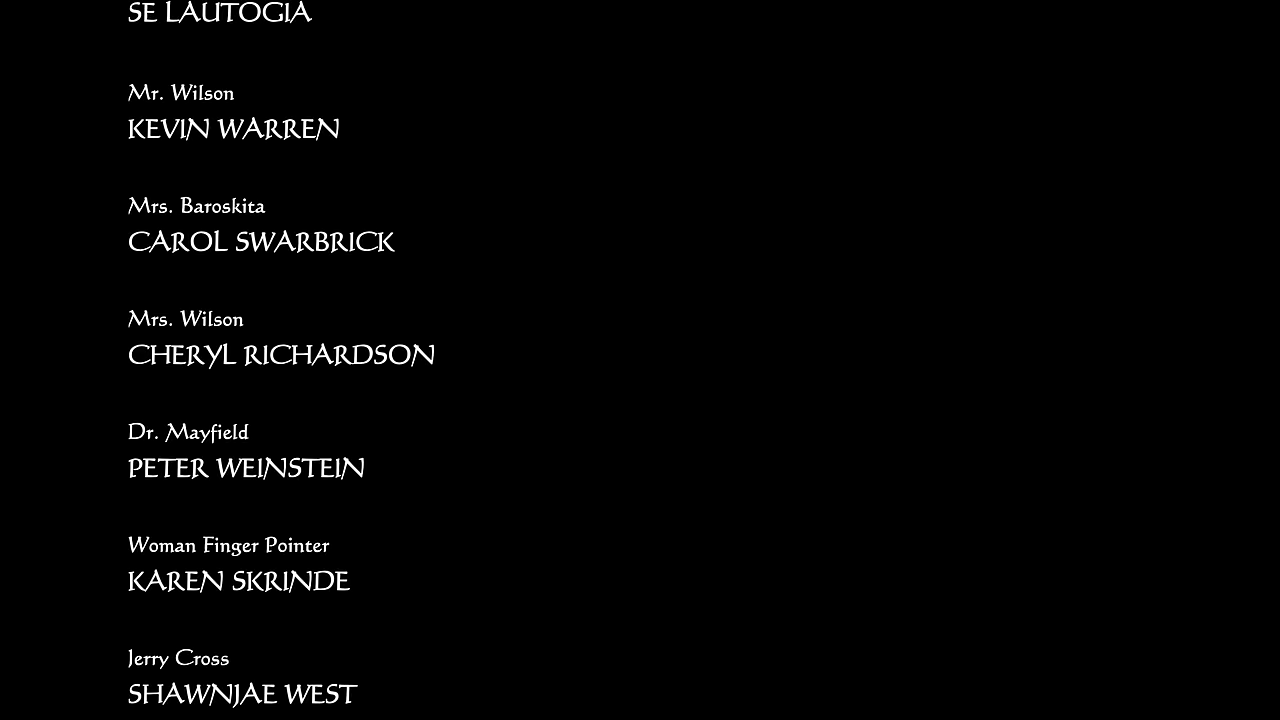 SE LAUTOGIA
Mr. Wilson
KEVIN WARREN
Mrs. Baroskita
CAROL SWARBRICK
Mrs. Wilson
CHERYL RICHARDSON
Dr. Mayfield
PETER WEINSTEIN
Woman Finger Pointer
KAREN SKRINDE
Jerry Cross
SHAWNJAE WEST